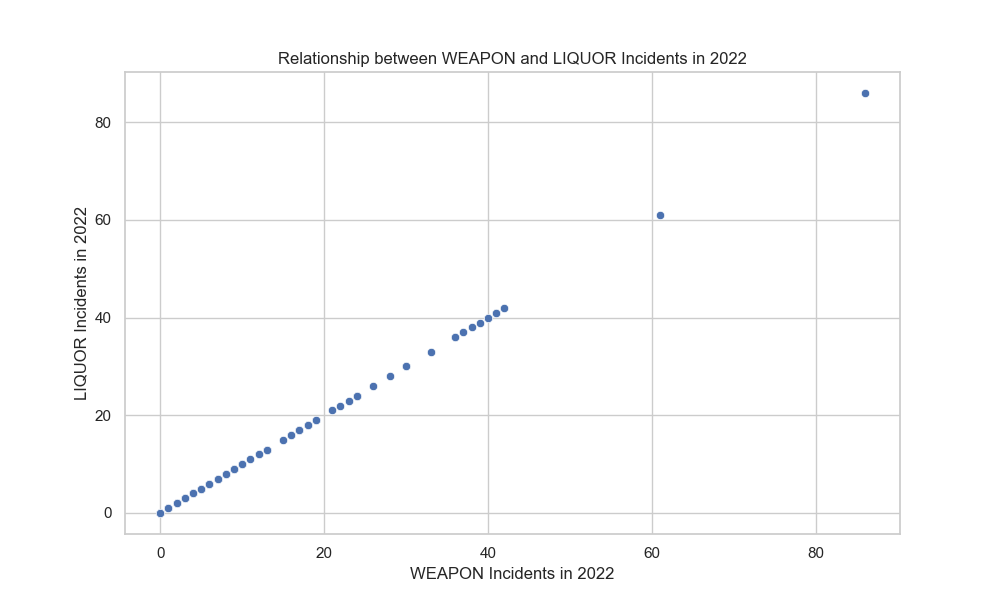 Relationship between WEAPON and LIQUOR Incidents in 2022
80
60
40
20
0
LIQUOR Incidents in 2022
0 20 40 60 80
WEAPON Incidents in 2022